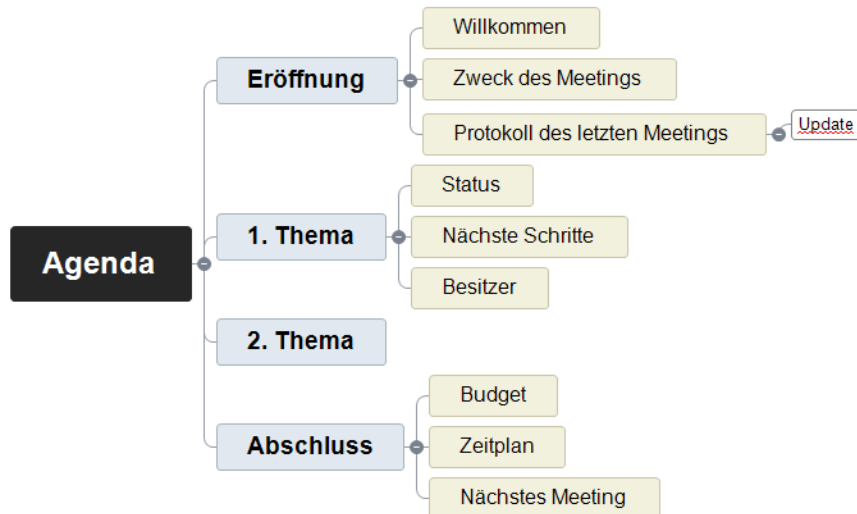 Agenda
Eröffnung
Willkommen
Zweck des Meetings
Protokoll des letzten Meetings
Update
1. Thema
Status
Nächste Schritte
Besitzer
2. Thema
Abschluss
Budget
Zeitplan
Nächstes Meeting